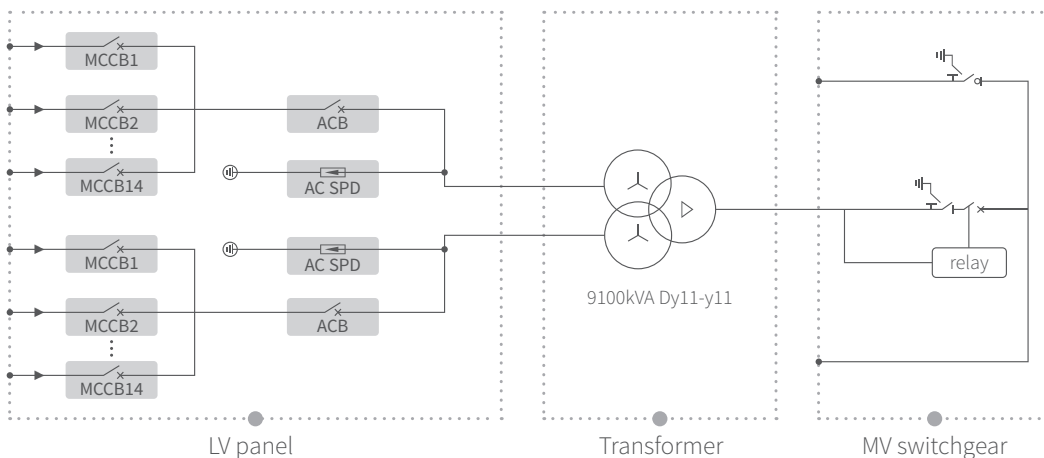 MCCB1
MCCB2
MCCB14
ACB
AC SPD
MCCB1
MCCB2
MCCB14
AC SPD
ACB
9100kVA Dy11-y11
relay
LV panel
Transformer
MV switchgear